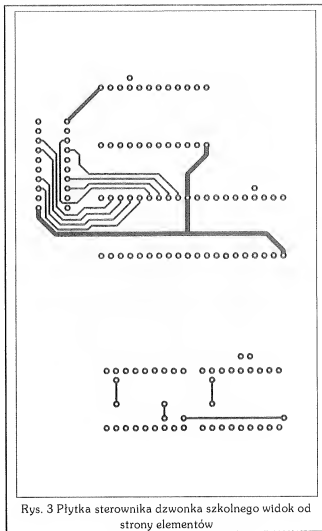 Rys. 3 Płytka sterownika dzwonka szkolnego widok od
strony elementów